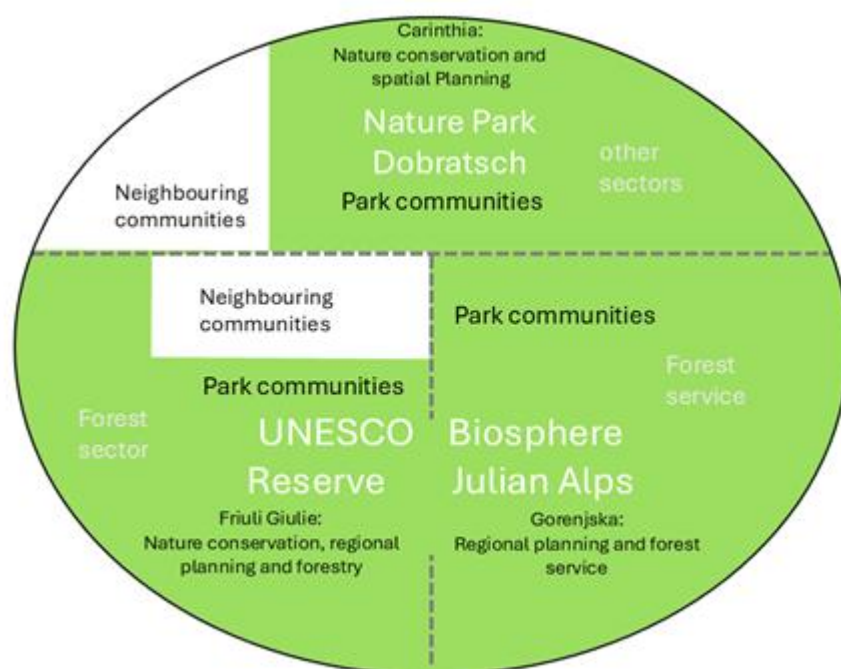 Carinthia:
Nature conservation and
spatial Planning
Nature Park
Dobratsch
other
sectors
Park communities
Neighbouring
communities
Neighbouring
communities
Park communities
Park communities
Forest
service
Forest
sector
UNESCO Biosphere
Reserve Julian Alps
Friuli Giulie:
Nature conservation, regional
planning and forestry
Gorenjska:
Regional planning and forest
service